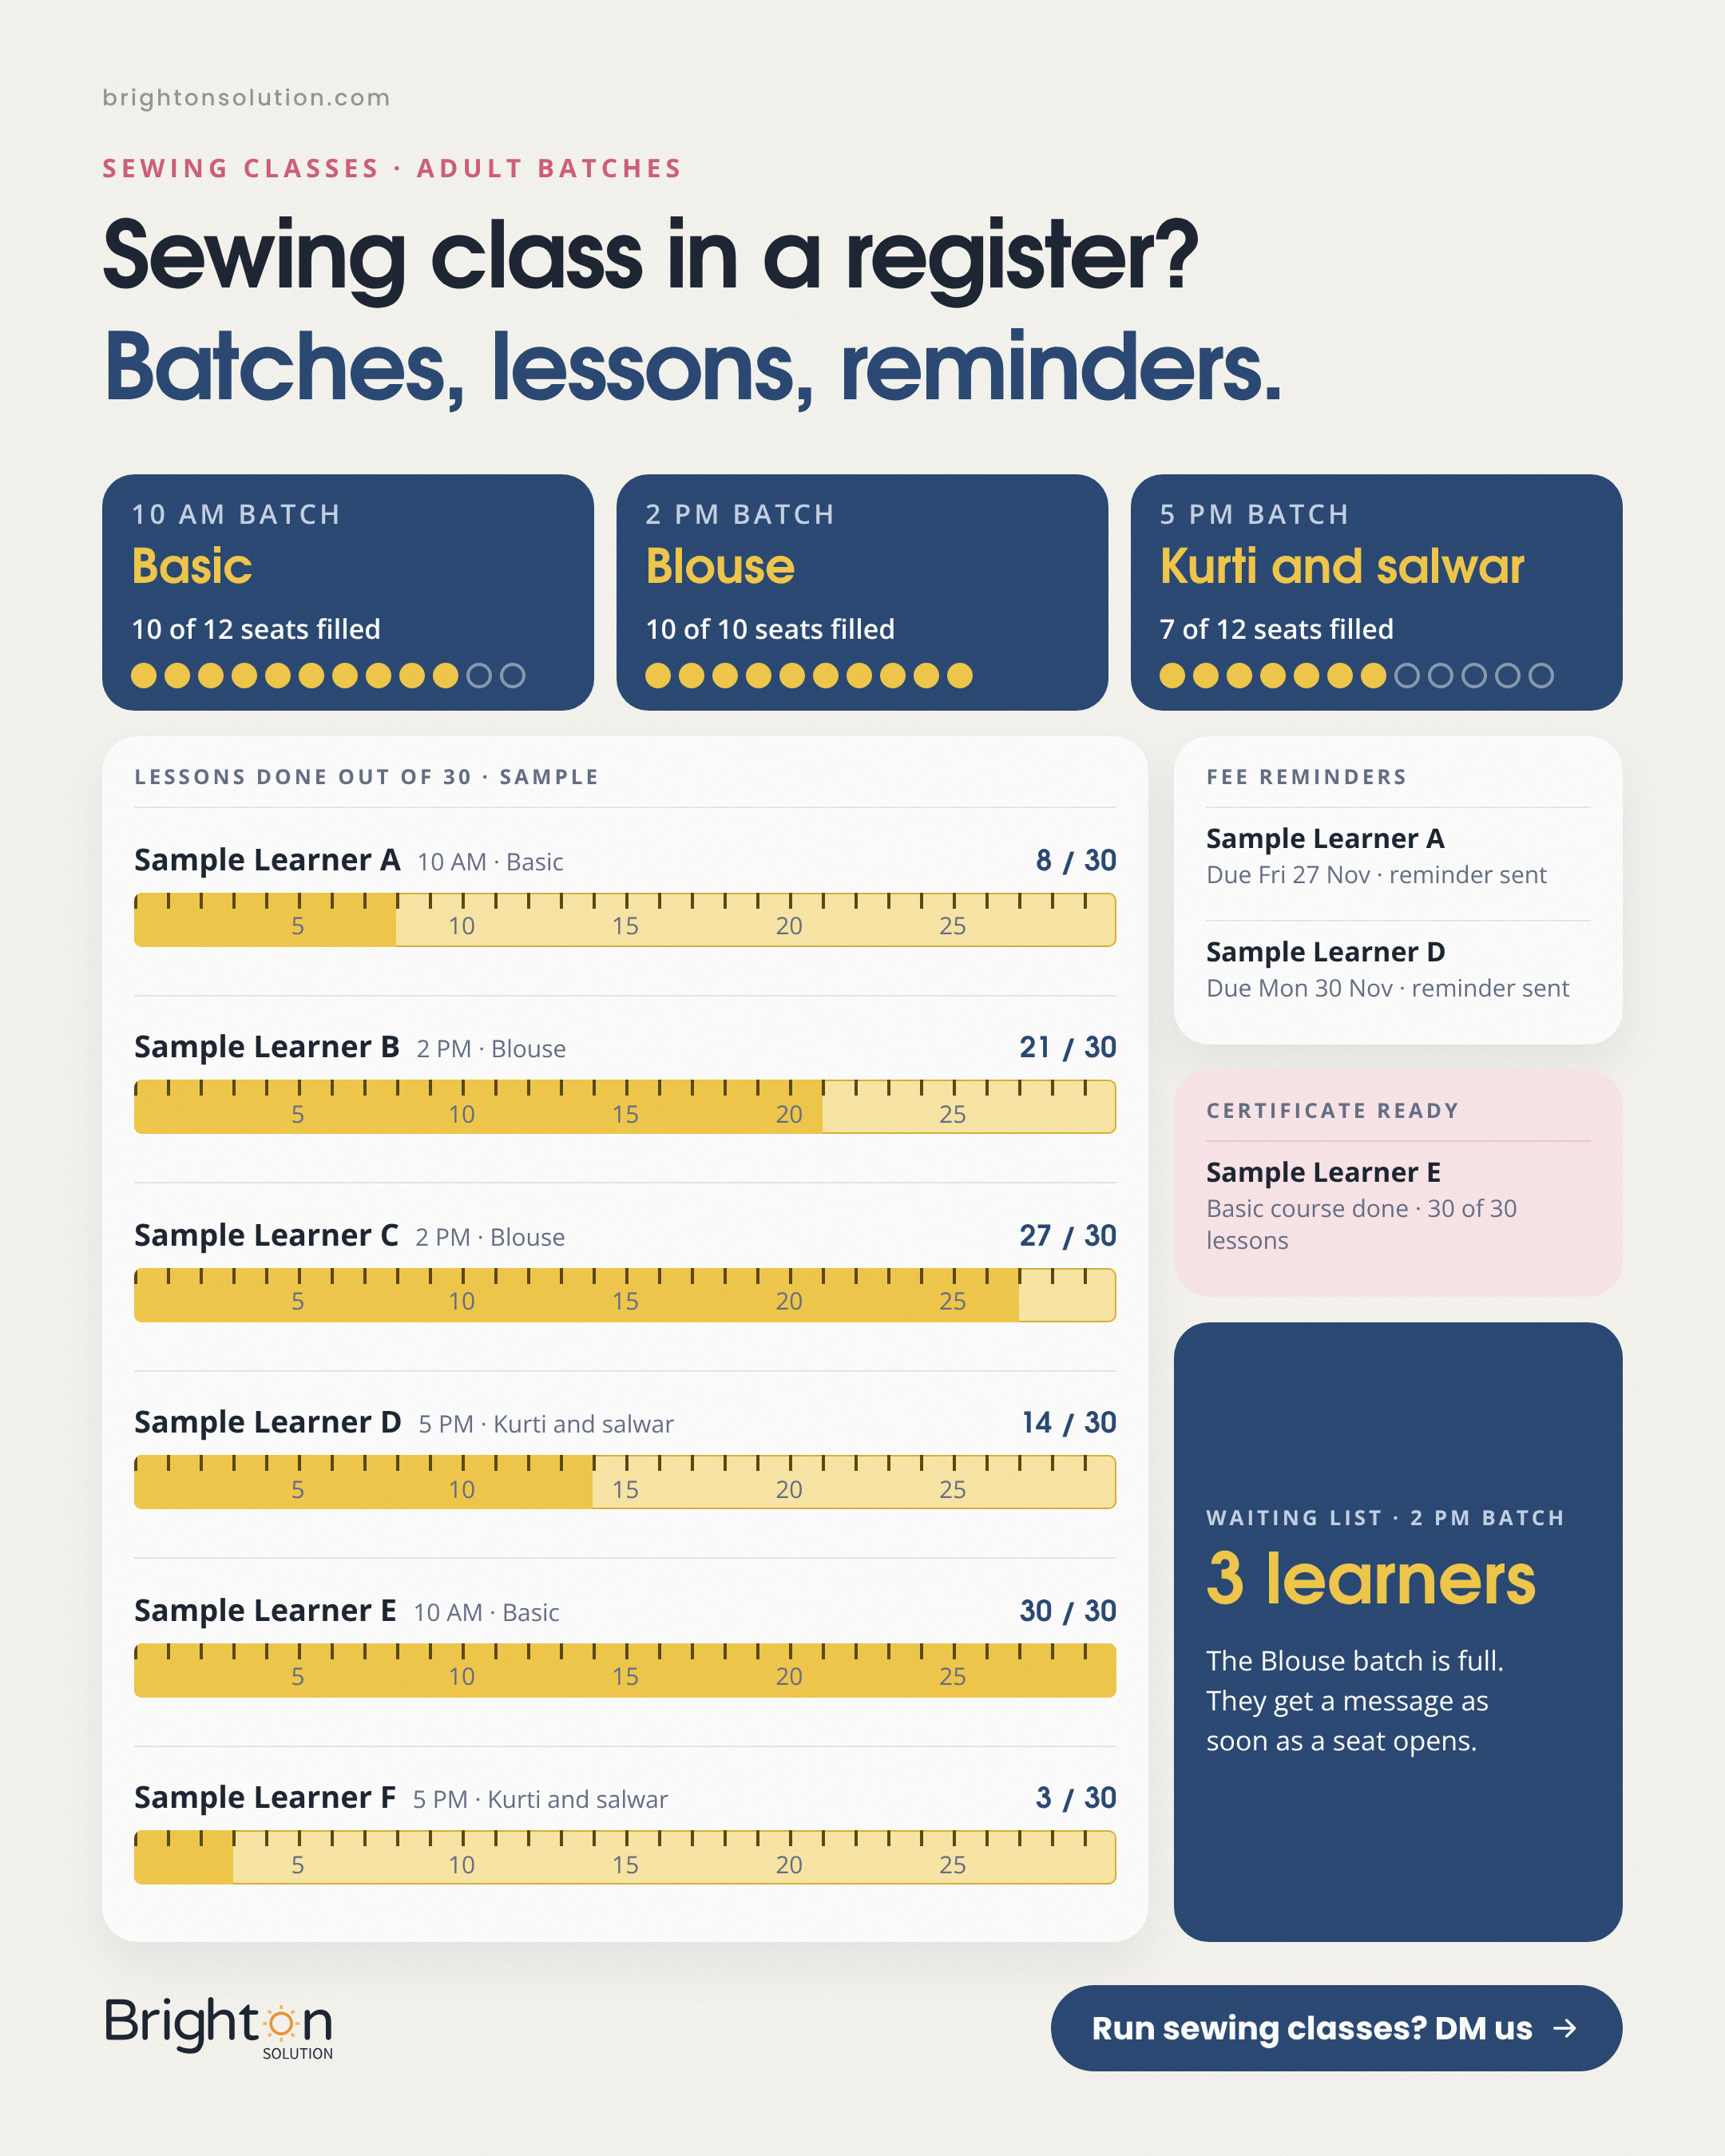 brightonsolution.com
SEWING CLASSES · ADULT BATCHES
Sewing class in a register?
Batches, lessons, reminders.
10 AM BATCH
Basic
10 of 12 seats filled
2 PM BATCH
Blouse
10 of 10 seats filled
5 PM BATCH
Kurti and salwar
7 of 12 seats filled
LESSONS DONE OUT OF 30 · SAMPLE
Sample Learner A 10 AM · Basic 8 / 30
5 10 15 20 25
Sample Learner B 2 PM · Blouse 21 / 30
5 10 15 20 25
Sample Learner C 2 PM · Blouse 27 / 30
5 10 15 20 25
Sample Learner D 5 PM · Kurti and salwar 14 / 30
5 10 15 20 25
Sample Learner E 10 AM · Basic 30 / 30
5 10 15 20 25
Sample Learner F 5 PM · Kurti and salwar 3 / 30
5 10 15 20 25
FEE REMINDERS
Sample Learner A
Due Fri 27 Nov · reminder sent
Sample Learner D
Due Mon 30 Nov · reminder sent
CERTIFICATE READY
Sample Learner E
Basic course done · 30 of 30
lessons
WAITING LIST · 2 PM BATCH
3 learners
The Blouse batch is full.
They get a message as
soon as a seat opens.
Brighton
SOLUTION
Run sewing classes? DM us →